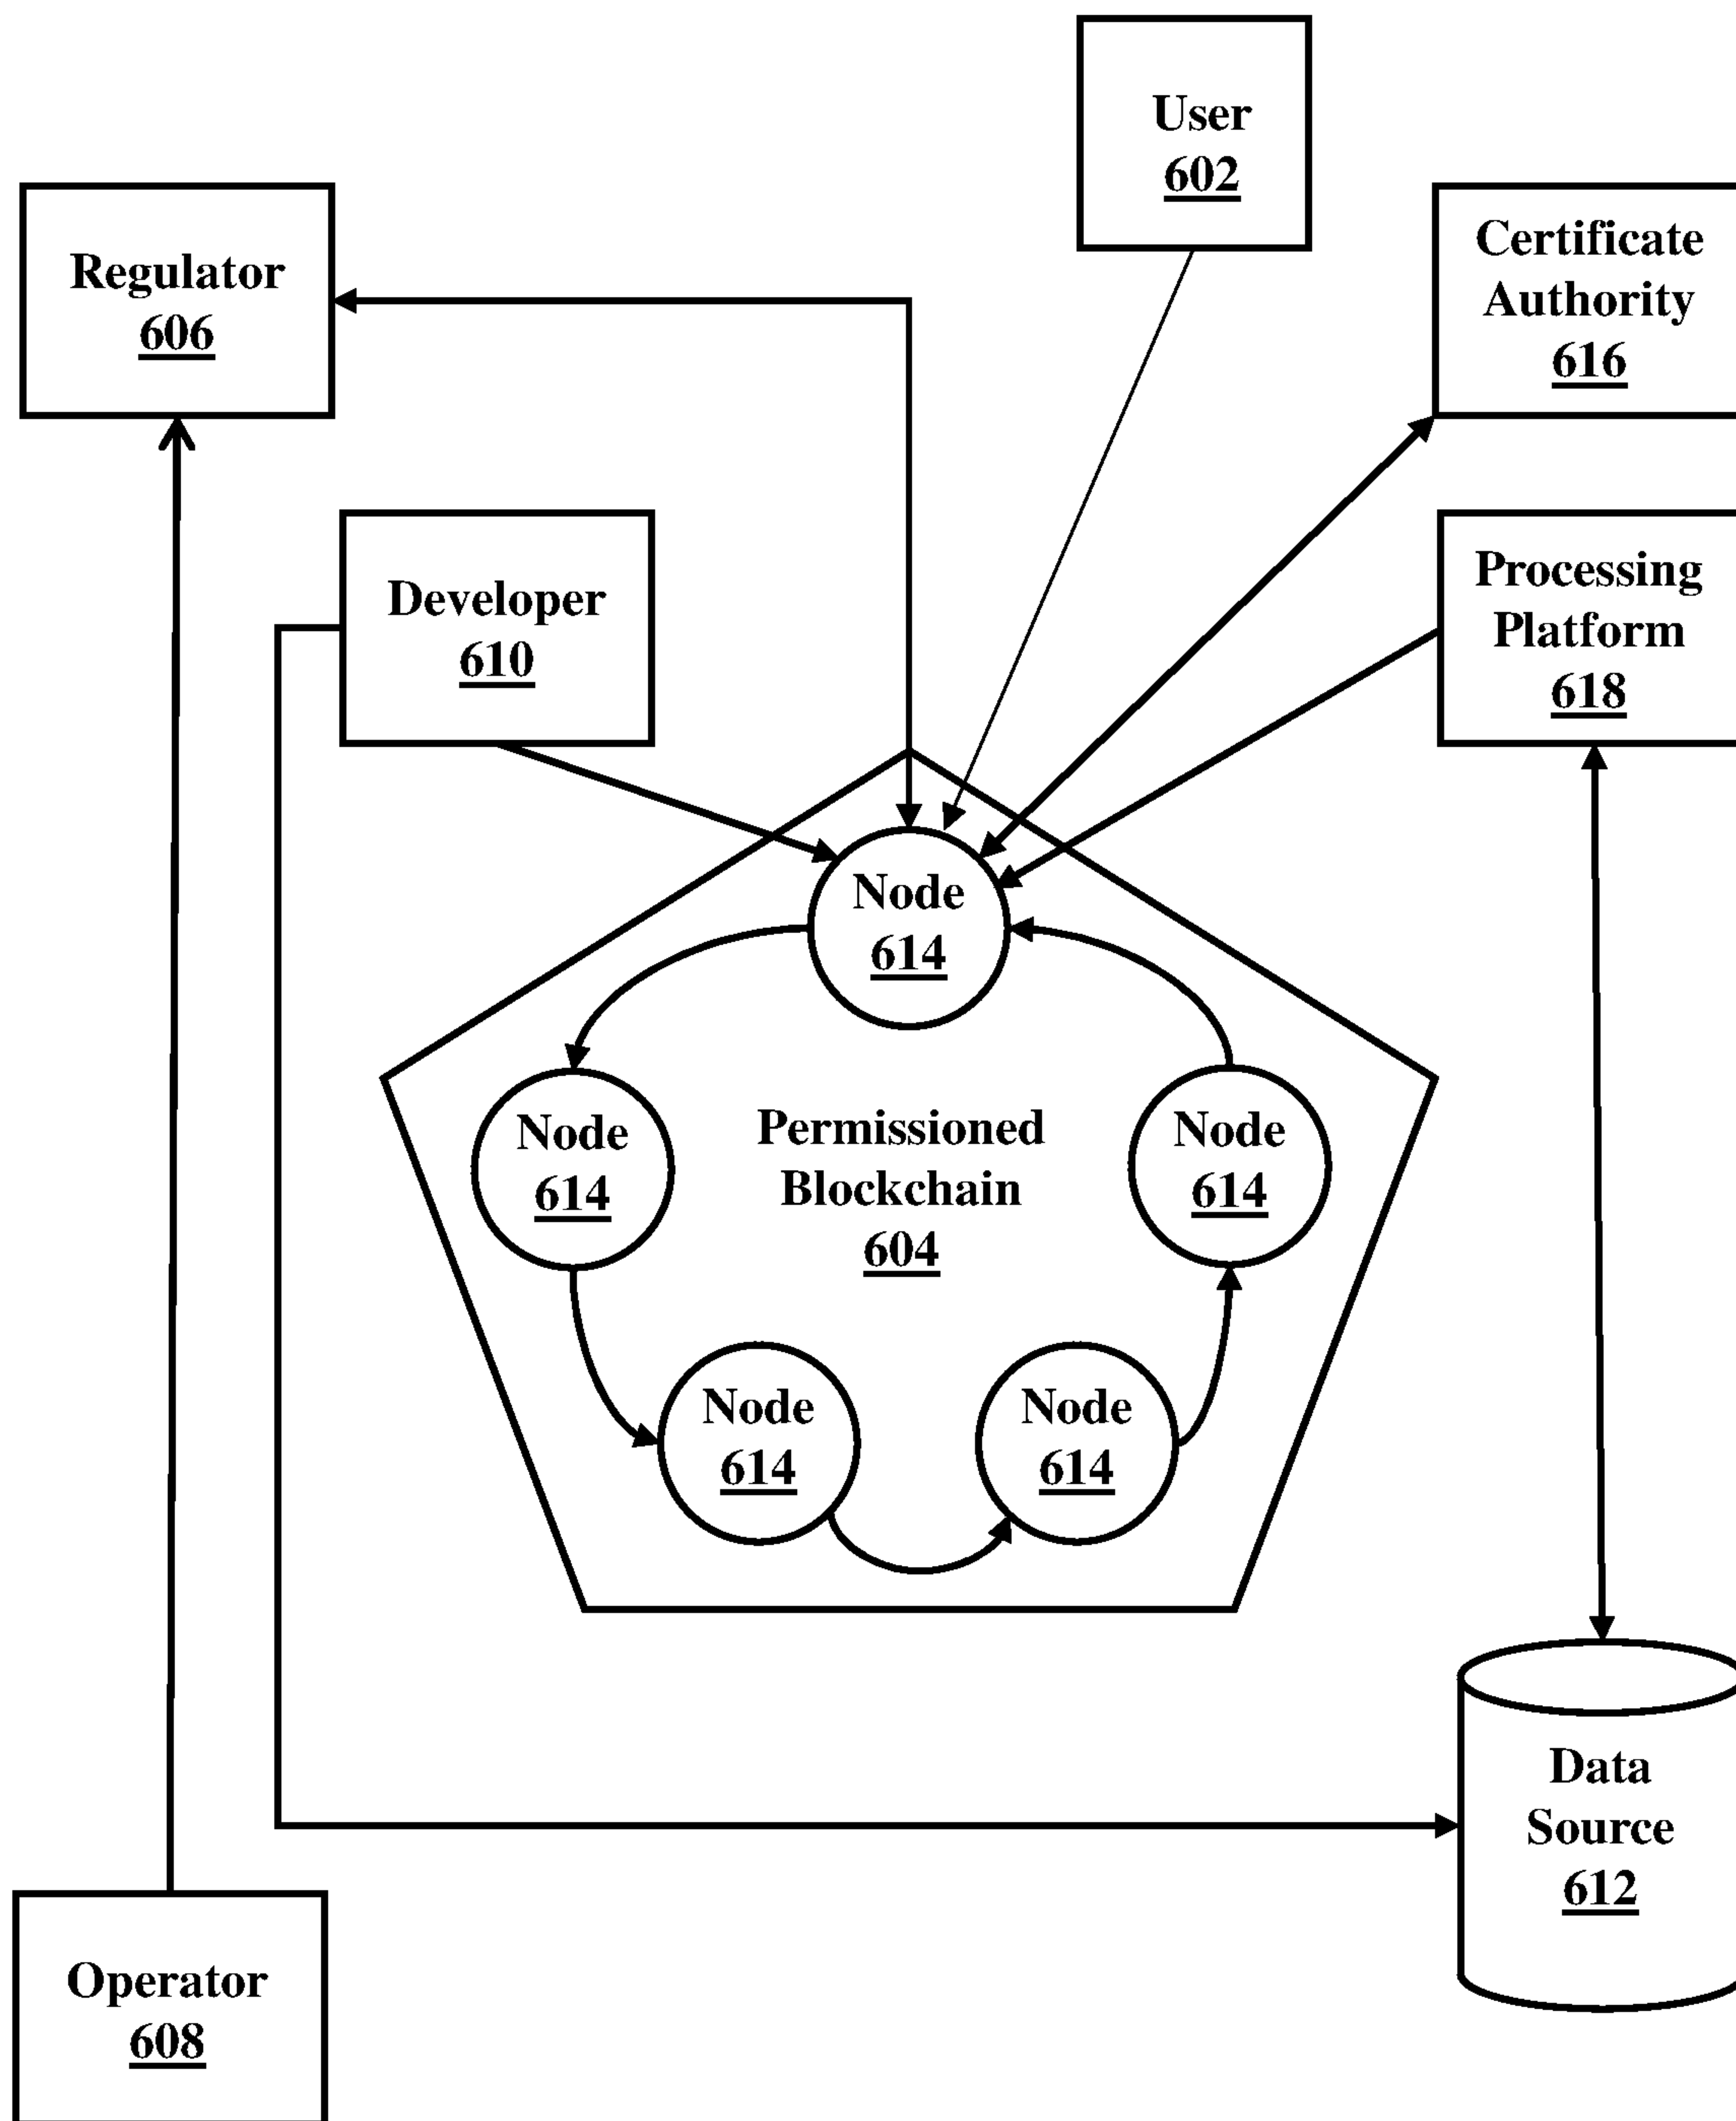 User
602
Regulator
606
Certificate
Authority
616
Developer
610
Processing
Platform
618
Node
614
Node
614
Permissioned
Blockchain
604
Node
614
Node
614
Node
614
Data
Source
612
Operator
608